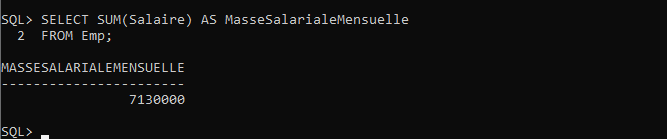 SQL> SELECT SUM(Salaire) AS MasseSalarialeMensuelle
  2  FROM Emp;
MASSESALARIALEMENSUELLE
-----------------------
                7130000
SQL>